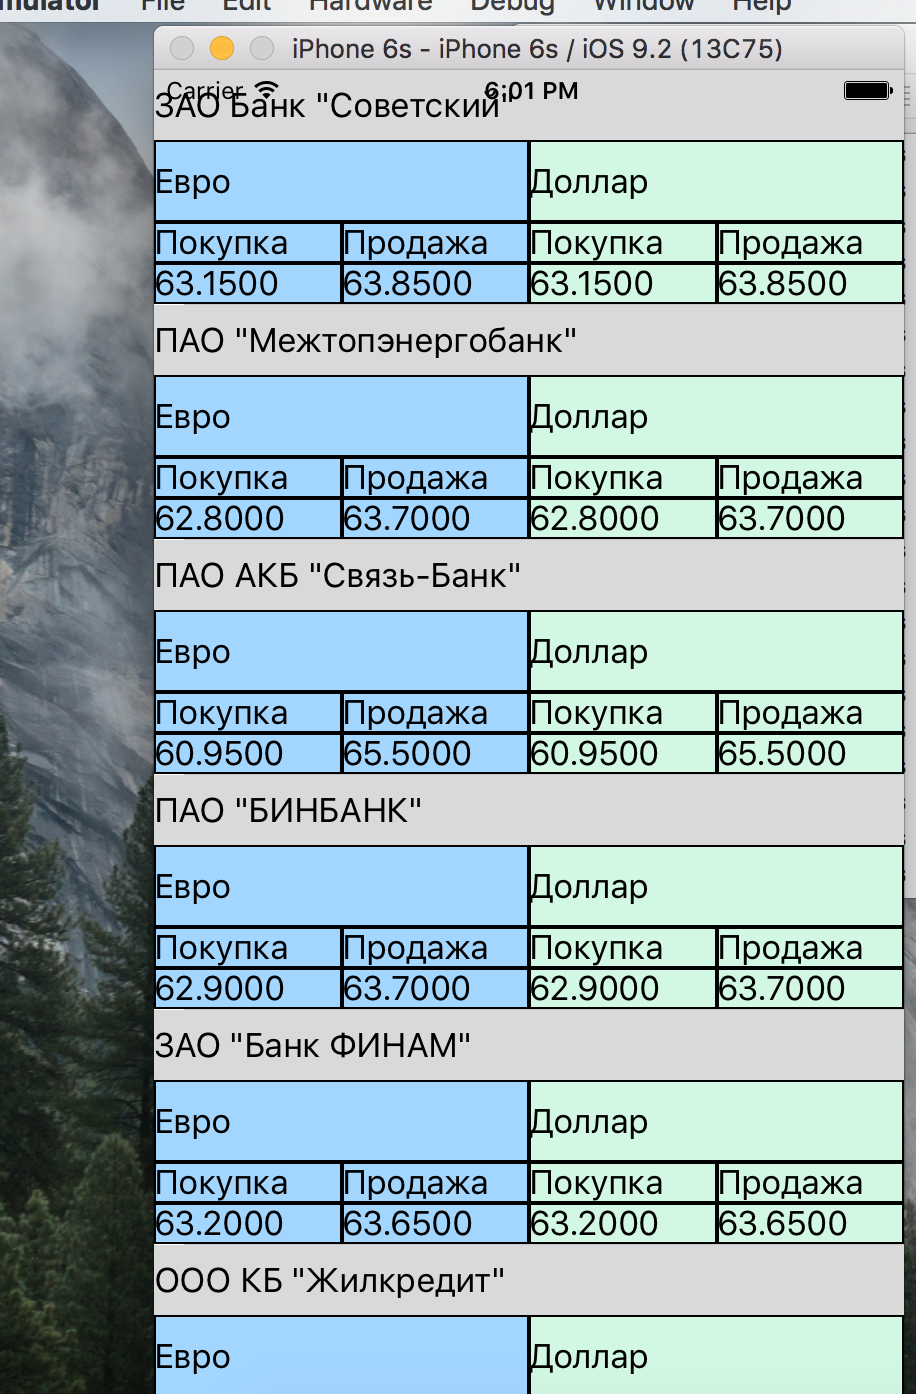 mulator File Edit Hardware Debug Window Help
iPhone 6s - iPhone 6s / iOS 9.2 (13C75)
Carrier 6:01 PM
ЗАО Банк "Советский"
Евро Доллар
Покупка Продажа Покупка Продажа
63.1500 63.8500 63.1500 63.8500
ПАО "Межтопэнергобанк"
Евро Доллар
Покупка Продажа Покупка Продажа
62.8000 63.7000 62.8000 63.7000
ПАО АКБ "Связь-Банк"
Евро Доллар
Покупка Продажа Покупка Продажа
60.9500 65.5000 60.9500 65.5000
ПАО "БИНБАНК"
Евро Доллар
Покупка Продажа Покупка Продажа
62.9000 63.7000 62.9000 63.7000
ЗАО "Банк ФИНАМ"
Евро Доллар
Покупка Продажа Покупка Продажа
63.2000 63.6500 63.2000 63.6500
ООО КБ "Жилкредит"
Евро Доллар